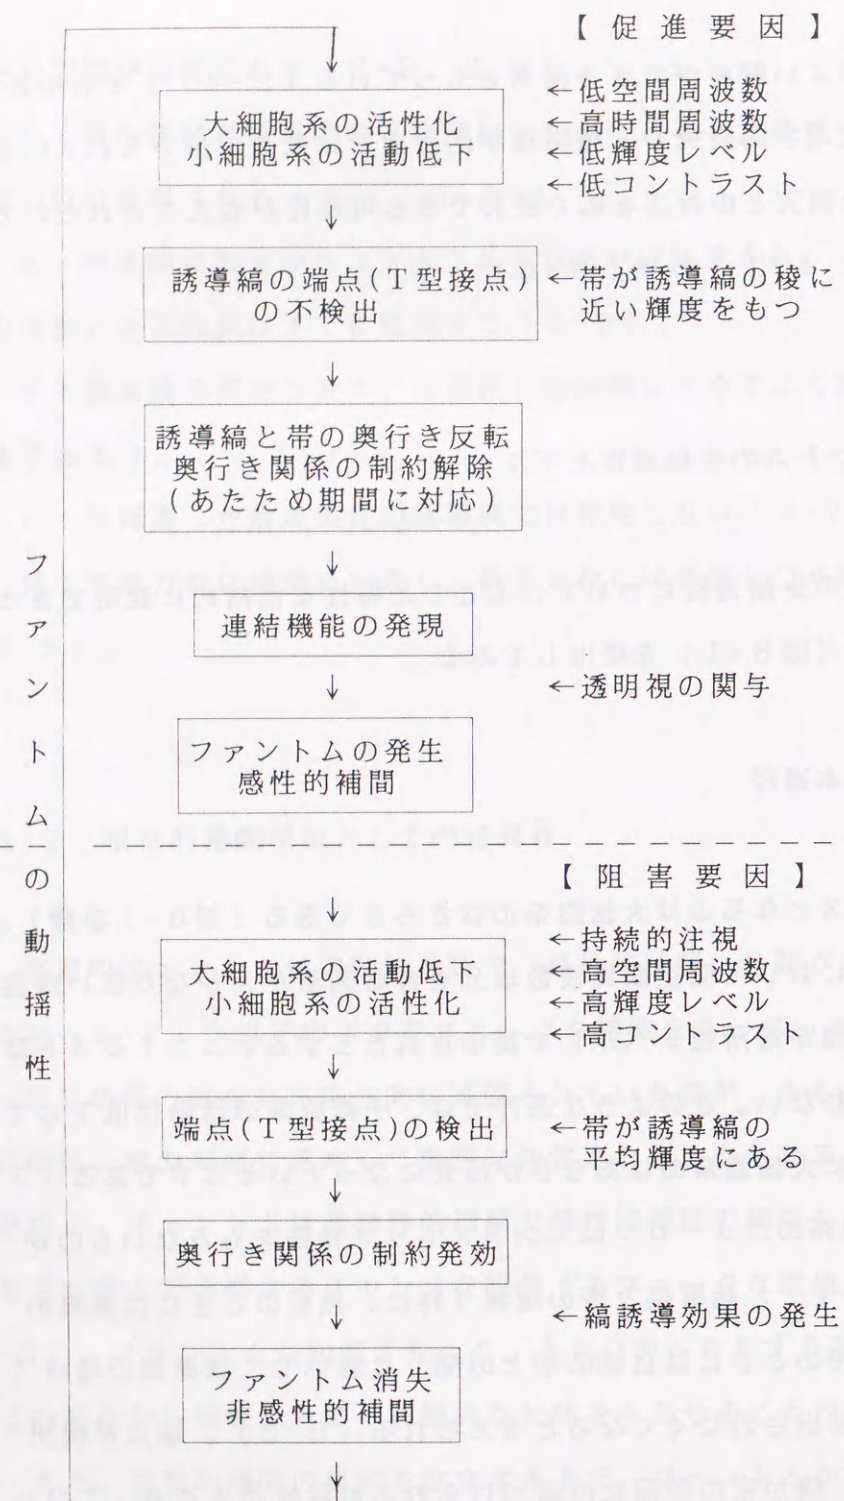 【促進要因】
大細胞系の活性化
小細胞系の活動低下
←低空間周波数
←高時間周波数
←低輝度レベル
←低コントラスト
↓
誘導縞の端点(T型接点)
の不検出
←帯が誘導縞の稜に
近い輝度をもつ
↓
誘導縞と帯の奥行き反転
奥行き関係の制約解除
(あたため期間に対応)
↓
連結機能の発現
↓
←透明視の関与
ファントムの発生
感性的補間
ファントムの動揺性
【阻害要因】
↓
大細胞系の活動低下
小細胞系の活性化
←持続的注視
←高空間周波数
←高輝度レベル
←高コントラスト
↓
端点(T型接点)の検出
←帯が誘導縞の
平均輝度にある
↓
奥行き関係の制約発効
↓
←縞誘導効果の発生
ファントム消失
非感性的補間
↓